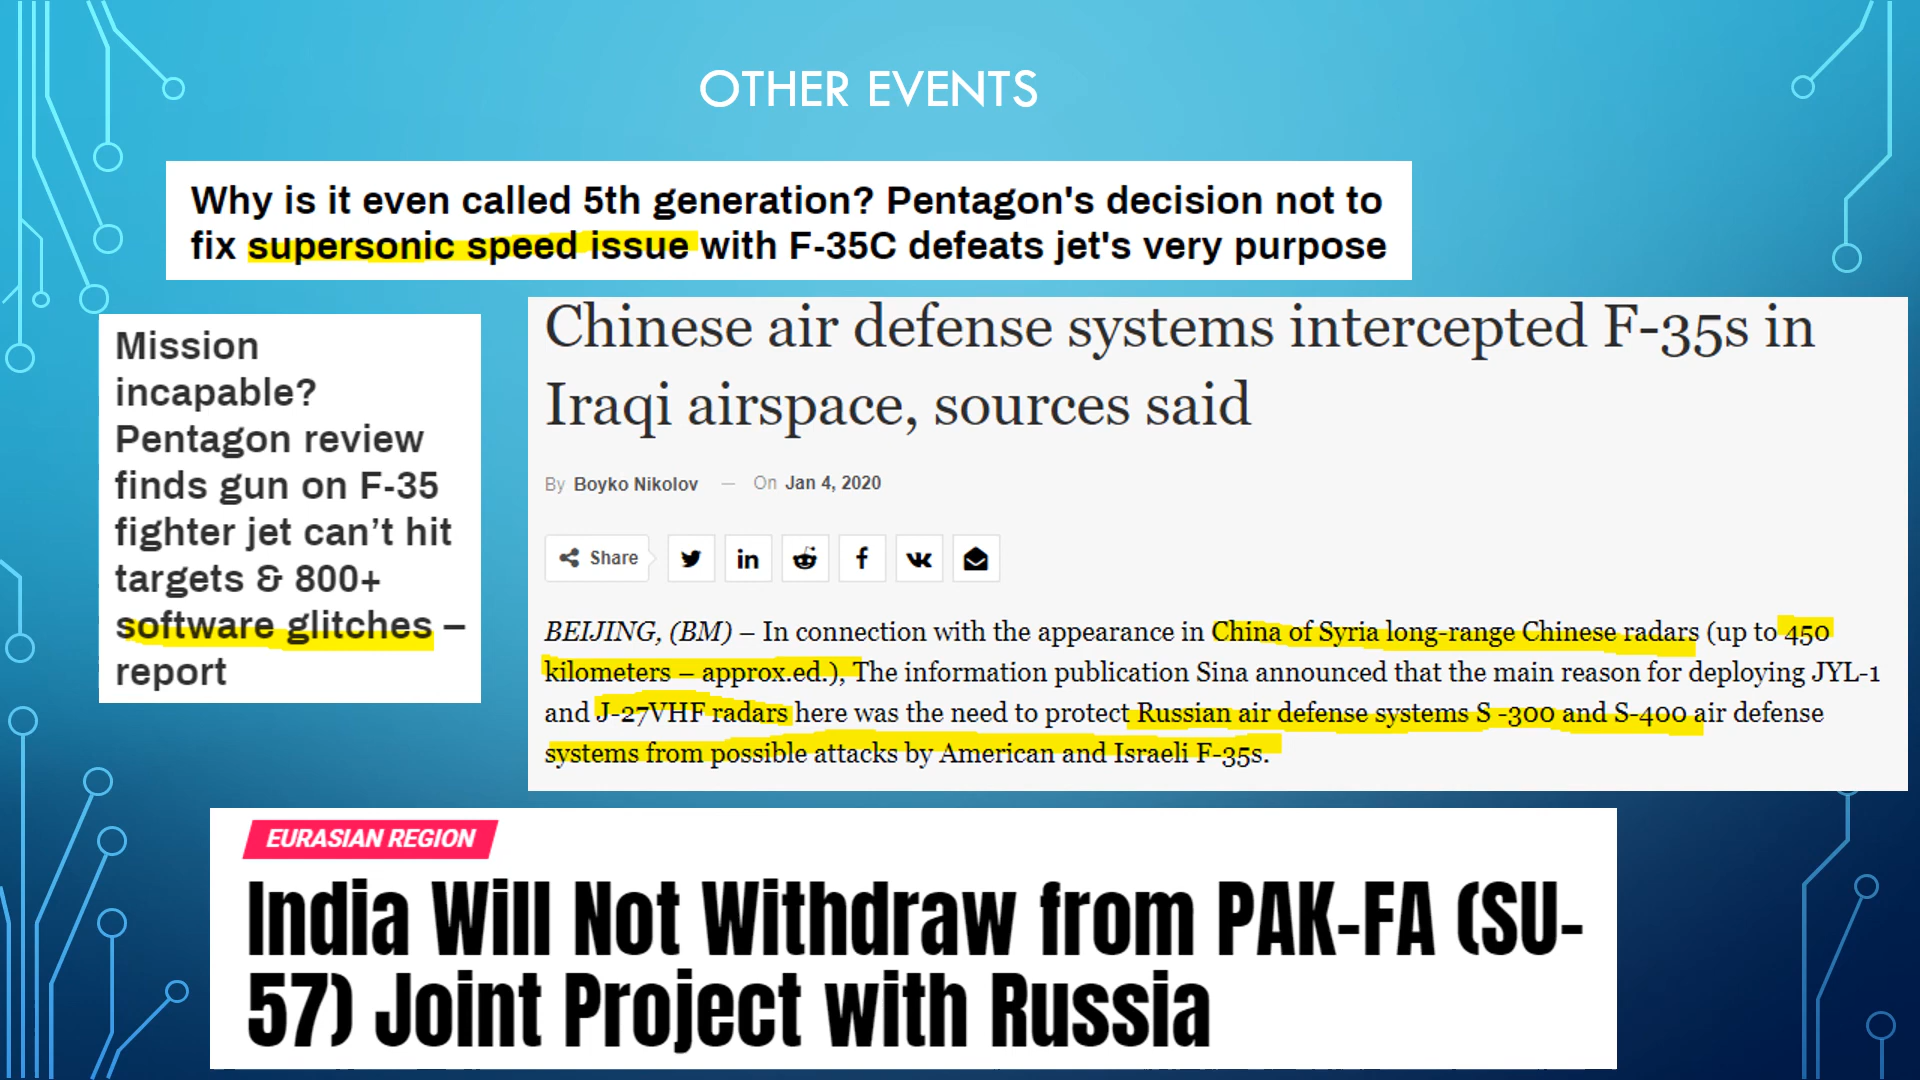 OTHER EVENTS
Why is it even called 5th generation? Pentagon's decision not to
fix supersonic speed issue with F-35C defeats jet's very purpose
Mission
incapable?
Pentagon review
finds gun on F-35
fighter jet can’t hit
targets & 800+
software glitches –
report
Chinese air defense systems intercepted F-35s in
Iraqi airspace, sources said
By Boyko Nikolov — On Jan 4, 2020
Share
BEIJING, (BM) – In connection with the appearance in China of Syria long-range Chinese radars (up to 450
kilometers – approx.ed.), The information publication Sina announced that the main reason for deploying JYL-1
and J-27VHF radars here was the need to protect Russian air defense systems S -300 and S-400 air defense
systems from possible attacks by American and Israeli F-35s.
EURASIAN REGION
India Will Not Withdraw from PAK-FA (SU-
57) Joint Project with Russia